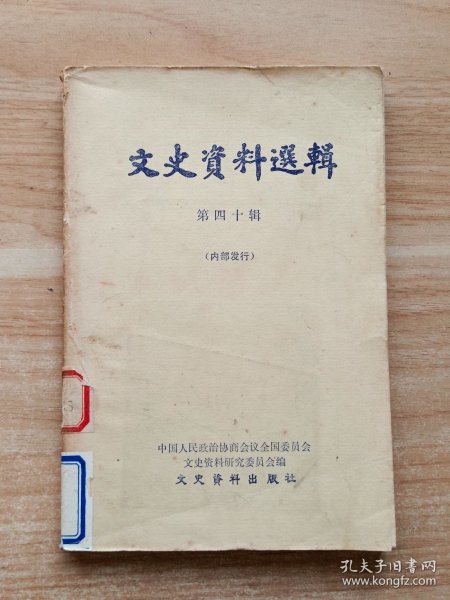 文史資料選輯
第四十辑
（内部发行）
5
中国人民政治协商会议全国委员会
文史资料研究委员会编
文史资料出版社
孔夫子旧书网
www.kongfz.com